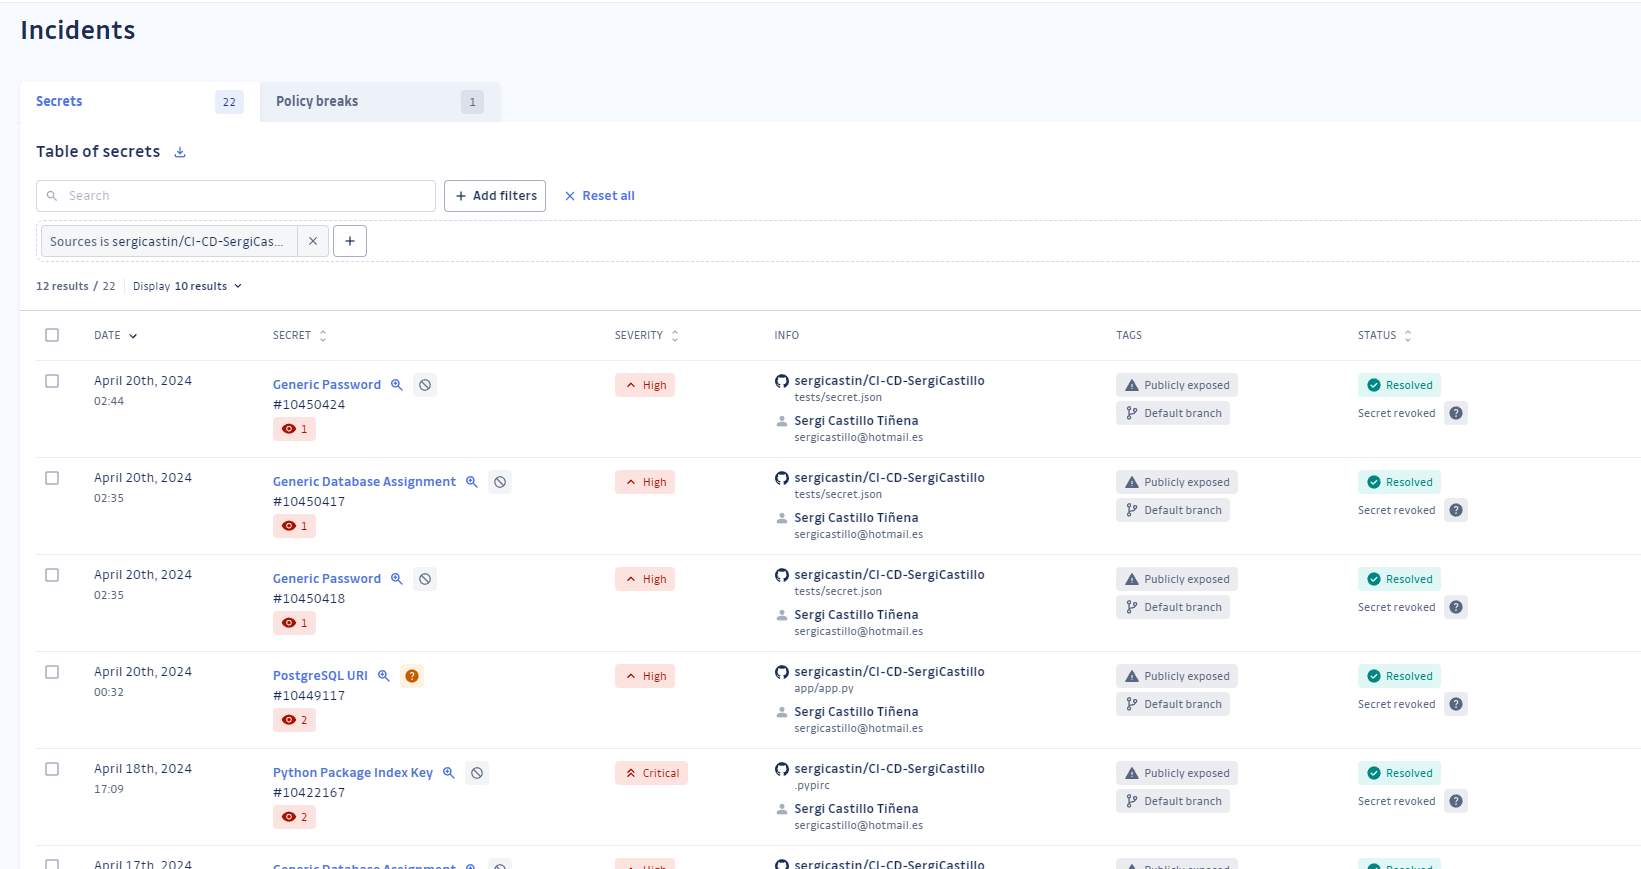 Incidents
Secrets 22 Policy breaks 1
Table of secrets
Search + Add filters Reset all
Sources is sergicastin/CI-CD-SergiCas... +
12 results / 22 Display 10 results
DATE SECRET SEVERITY INFO TAGS STATUS
April 20th, 2024 Generic Password High sergicastin/CI-CD-SergiCastillo Publicly exposed Resolved
02:44 #10450424 tests/secret.json Default branch Secret revoked ?
1 Sergi Castillo Tiñena
sergicastillo@hotmail.es
April 20th, 2024 Generic Database Assignment High sergicastin/CI-CD-SergiCastillo Publicly exposed Resolved
02:35 #10450417 tests/secret.json Default branch Secret revoked ?
1 Sergi Castillo Tiñena
sergicastillo@hotmail.es
April 20th, 2024 Generic Password High sergicastin/CI-CD-SergiCastillo Publicly exposed Resolved
02:35 #10450418 tests/secret.json Default branch Secret revoked ?
1 Sergi Castillo Tiñena
sergicastillo@hotmail.es
April 20th, 2024 PostgreSQL URI ? High sergicastin/CI-CD-SergiCastillo Publicly exposed Resolved
00:32 #10449117 app/app.py Default branch Secret revoked ?
2 Sergi Castillo Tiñena
sergicastillo@hotmail.es
April 18th, 2024 Python Package Index Key Critical sergicastin/CI-CD-SergiCastillo Publicly exposed Resolved
17:09 #10422167 .pypirc Default branch Secret revoked ?
2 Sergi Castillo Tiñena
sergicastillo@hotmail.es
April 17th, 2024 Generic Database Assignment High sergicastin/CI-CD-SergiCastillo Publicly exposed Resolved